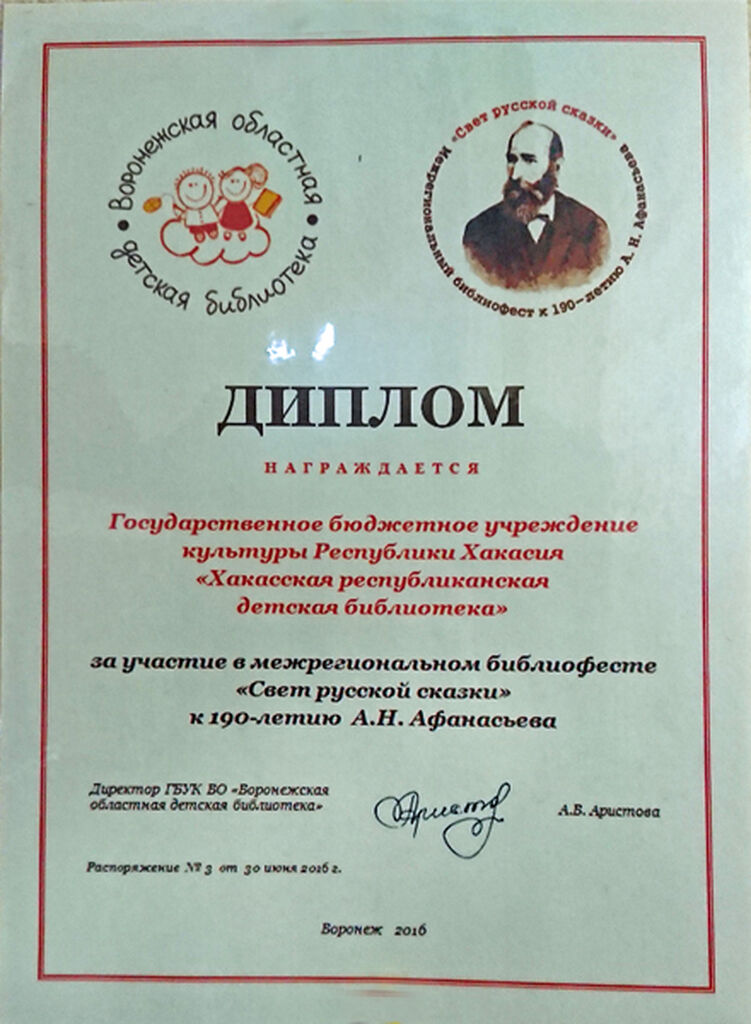 Воронежская областная
детская библиотека
«Свет русской сказки»
Межрегиональный библиофест к 190-летию А. Н. Афанасьева
ДИПЛОМ
НАГРАЖДАЕТСЯ
Государственное бюджетное учреждение
культуры Республики Хакасия
«Хакасская республиканская
детская библиотека»
за участие в межрегиональном библиофесте
«Свет русской сказки»
к 190-летию А.Н. Афанасьева
Директор ГБУК ВО «Воронежская
областная детская библиотека»
А.Б. Аристова
Распоряжение № 3 от 30 июня 2016 г.
Воронеж 2016